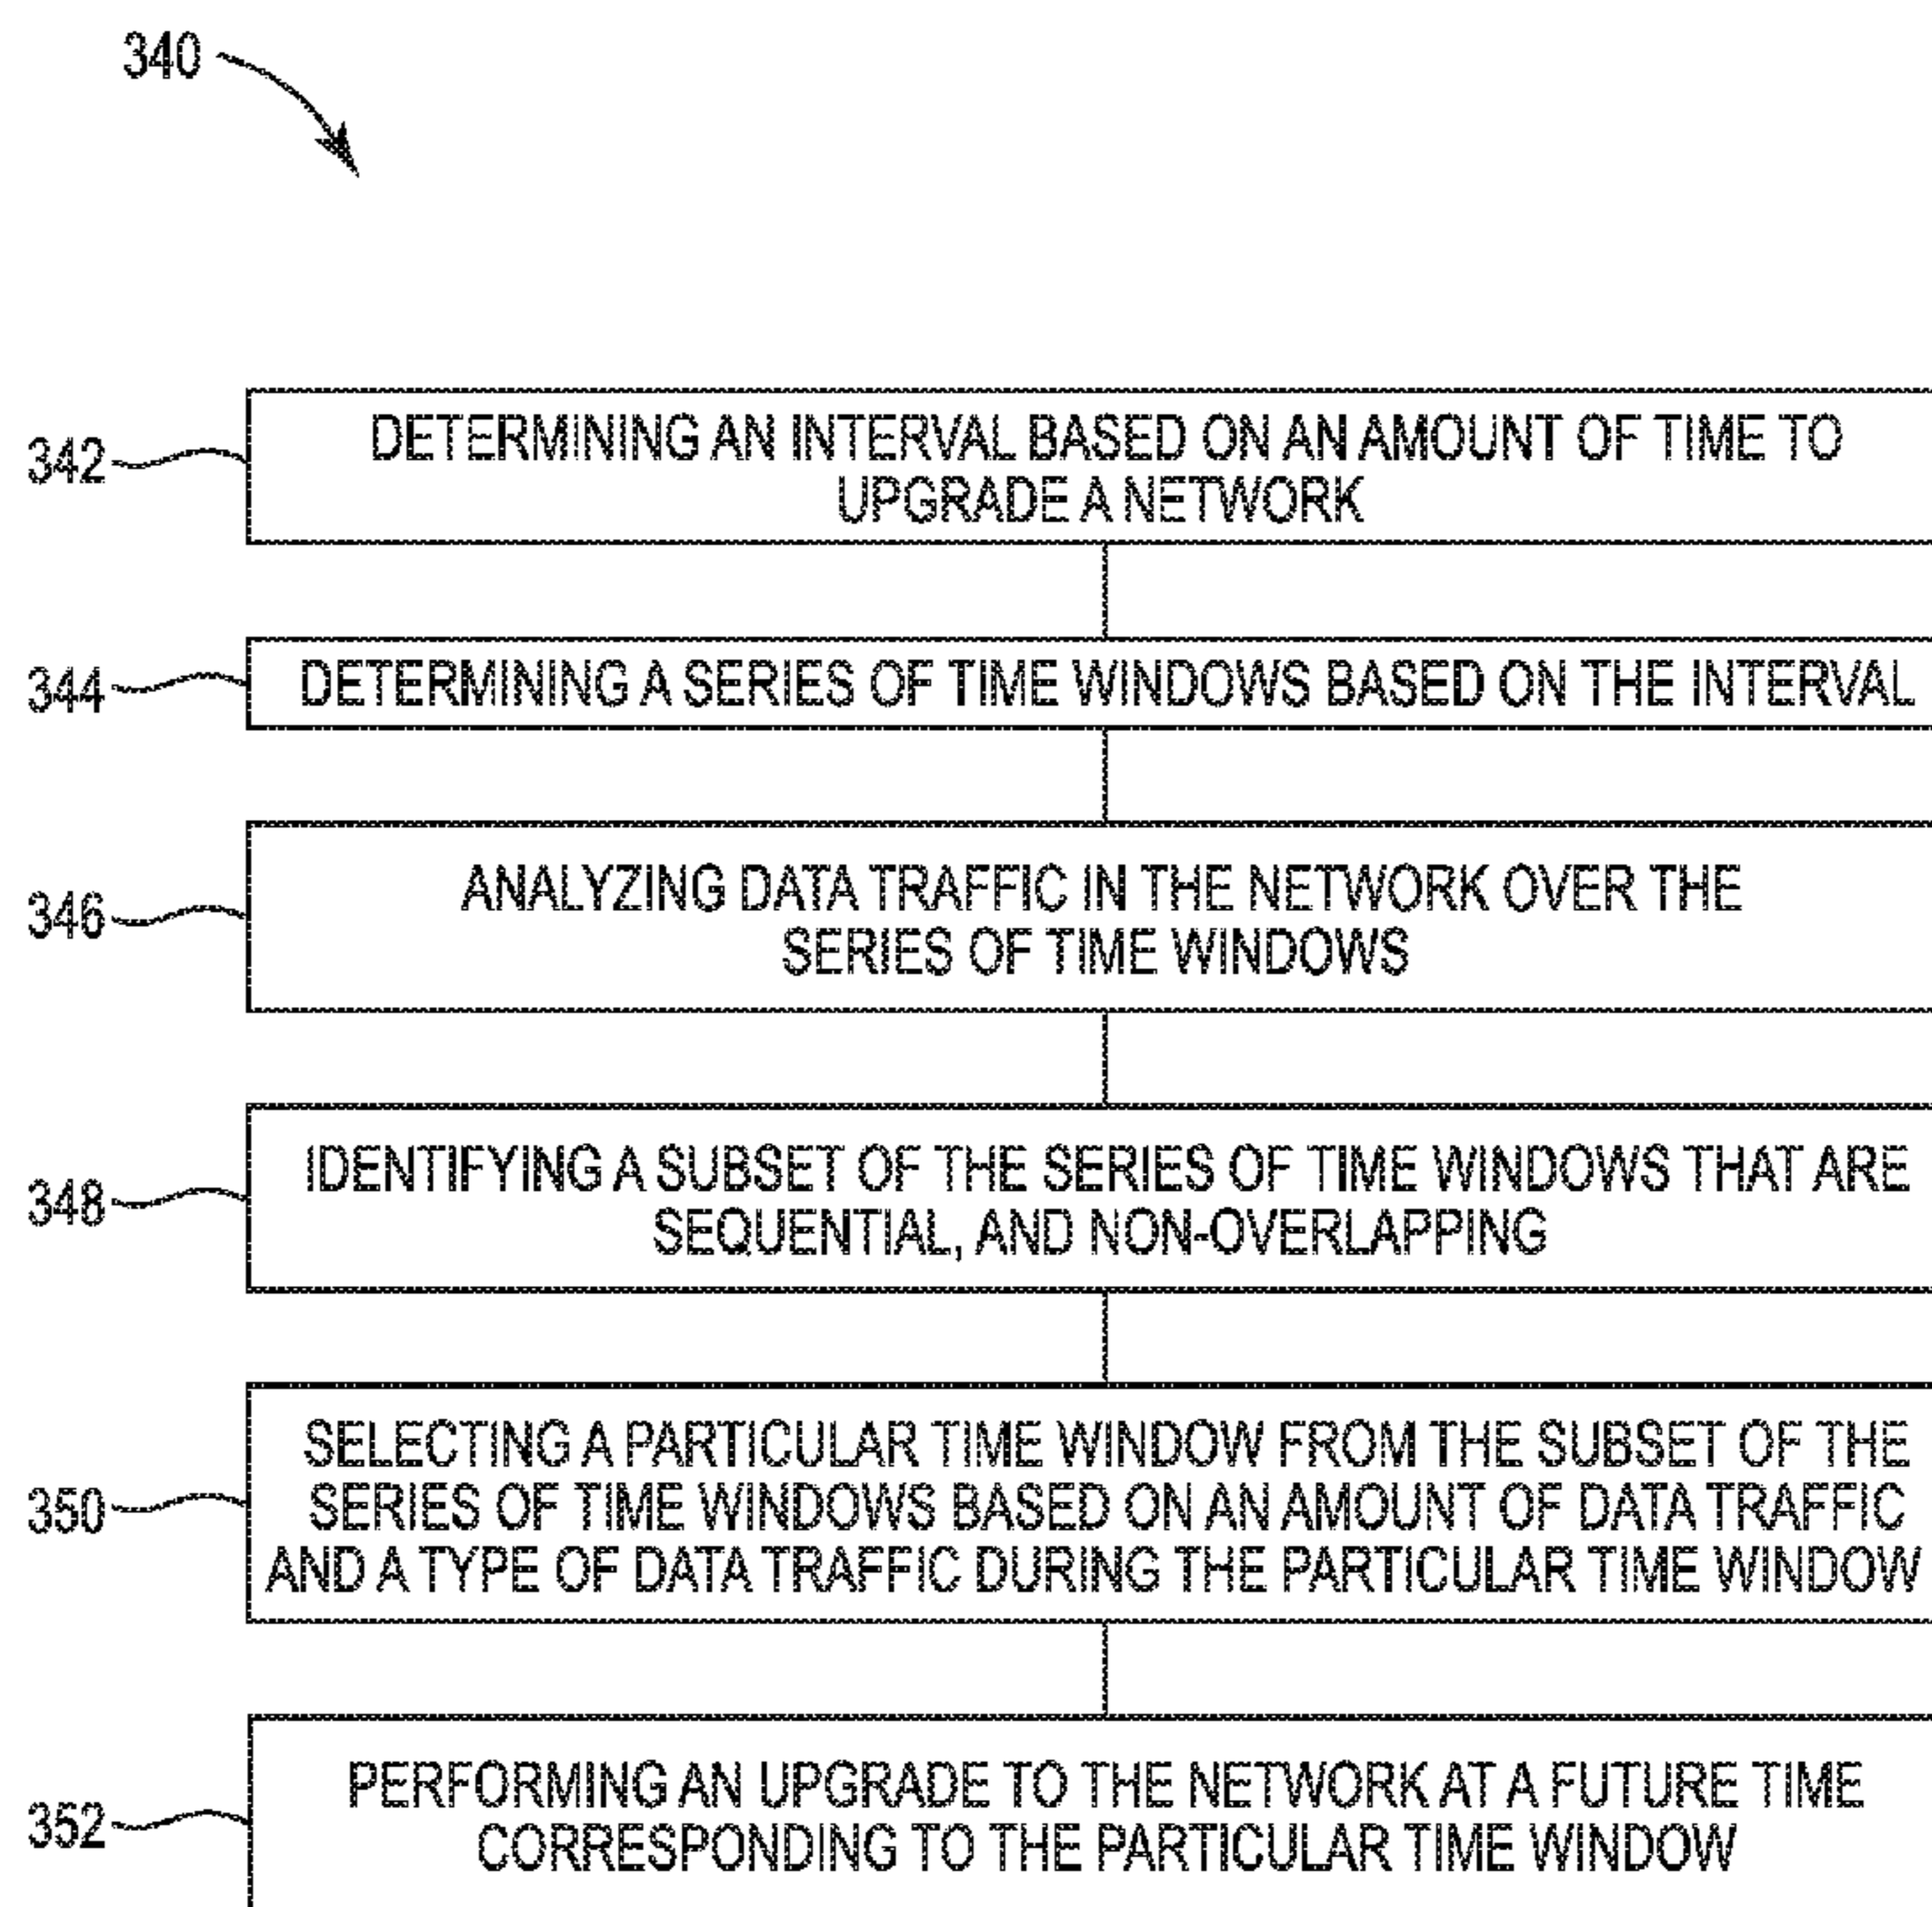 340
342
DETERMINING AN INTERVAL BASED ON AN AMOUNT OF TIME TO
UPGRADE A NETWORK
344
DETERMINING A SERIES OF TIME WINDOWS BASED ON THE INTERVAL
346
ANALYZING DATA TRAFFIC IN THE NETWORK OVER THE
SERIES OF TIME WINDOWS
348
IDENTIFYING A SUBSET OF THE SERIES OF TIME WINDOWS THAT ARE
SEQUENTIAL, AND NON-OVERLAPPING
350
SELECTING A PARTICULAR TIME WINDOW FROM THE SUBSET OF THE
SERIES OF TIME WINDOWS BASED ON AN AMOUNT OF DATA TRAFFIC
AND A TYPE OF DATA TRAFFIC DURING THE PARTICULAR TIME WINDOW
352
PERFORMING AN UPGRADE TO THE NETWORK AT A FUTURE TIME
CORRESPONDING TO THE PARTICULAR TIME WINDOW